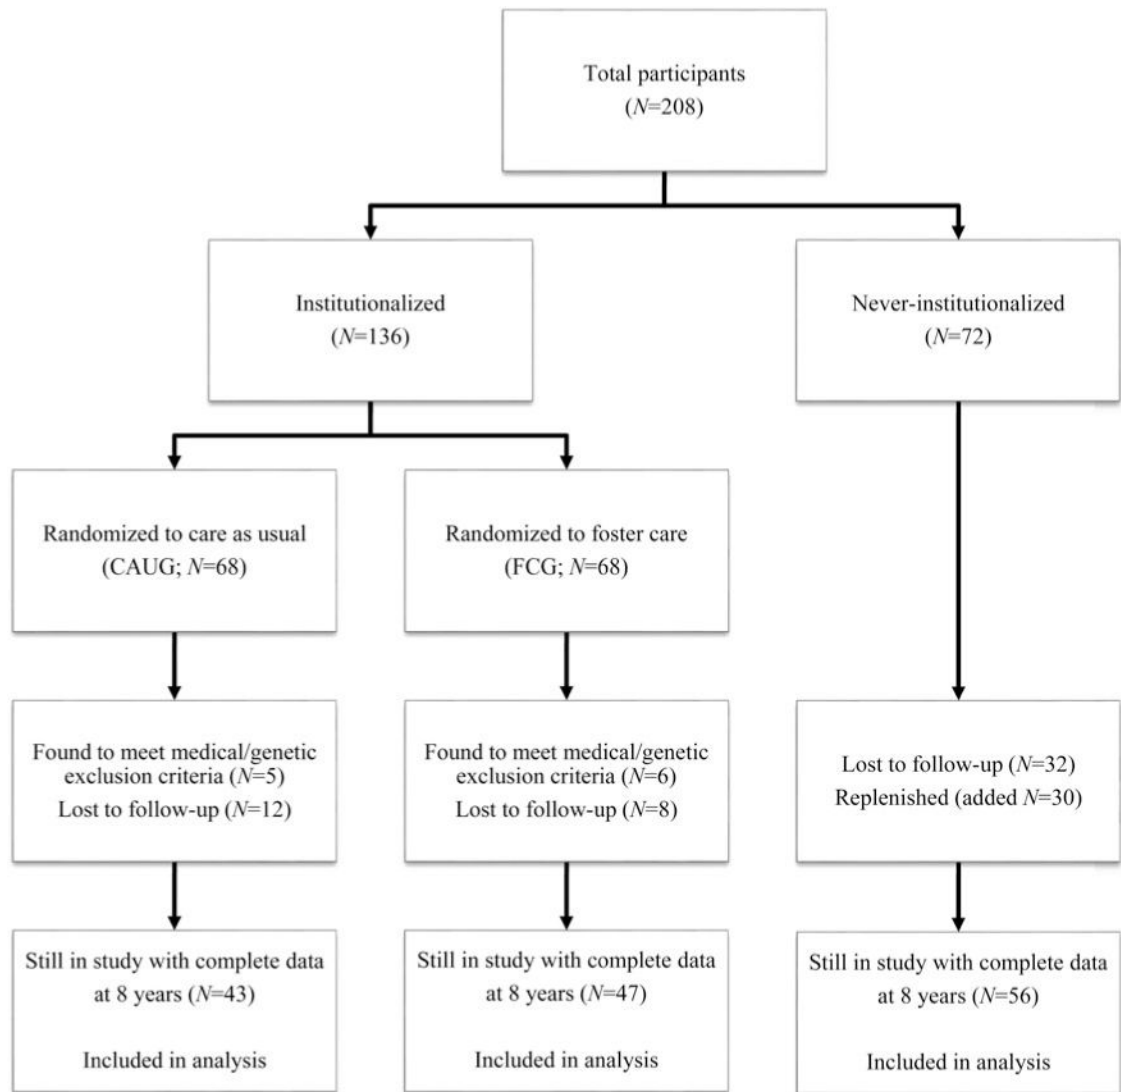 Total participants
(N=208)
Institutionalized
(N=136)
Never-institutionalized
(N=72)
Randomized to care as usual
(CAUG; N=68)
Randomized to foster care
(FCG; N=68)
Found to meet medical/genetic
exclusion criteria (N=5)
Lost to follow-up (N=12)
Found to meet medical/genetic
exclusion criteria (N=6)
Lost to follow-up (N=8)
Lost to follow-up (N=32)
Replenished (added N=30)
Still in study with complete data
at 8 years (N=43)
Included in analysis
Still in study with complete data
at 8 years (N=47)
Included in analysis
Still in study with complete data
at 8 years (N=56)
Included in analysis